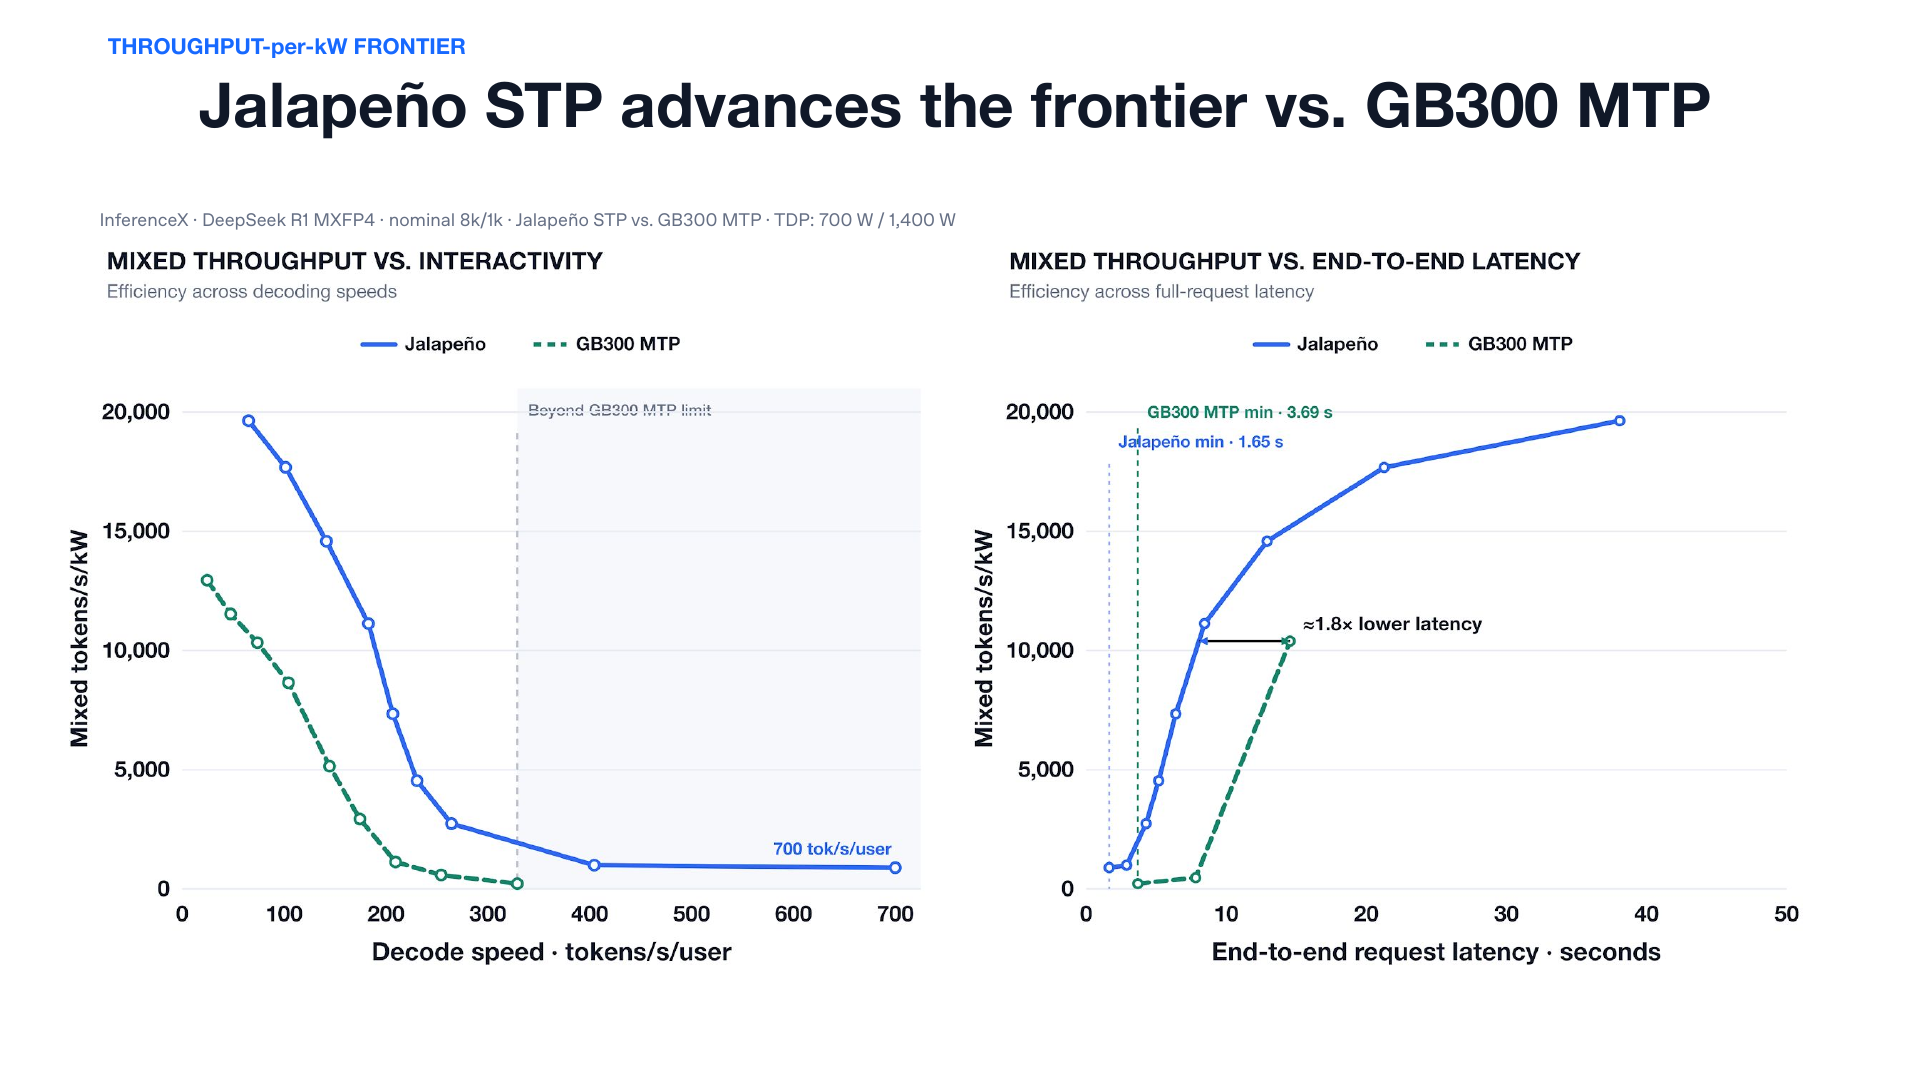 THROUGHPUT-per-kW FRONTIER
Jalapeño STP advances the frontier vs. GB300 MTP
InferenceX · DeepSeek R1 MXFP4 · nominal 8k/1k · Jalapeño STP vs. GB300 MTP · TDP: 700 W / 1,400 W
MIXED THROUGHPUT VS. INTERACTIVITY
Efficiency across decoding speeds
Jalapeño
GB300 MTP
Beyond GB300 MTP limit
20,000
15,000
10,000
5,000
0
Mixed tokens/s/kW
700 tok/s/user
0 100 200 300 400 500 600 700
Decode speed · tokens/s/user
MIXED THROUGHPUT VS. END-TO-END LATENCY
Efficiency across full-request latency
Jalapeño
GB300 MTP
GB300 MTP min · 3.69 s
Jalapeño min · 1.65 s
20,000
15,000
10,000
5,000
0
Mixed tokens/s/kW
≈1.8× lower latency
0 10 20 30 40 50
End-to-end request latency · seconds